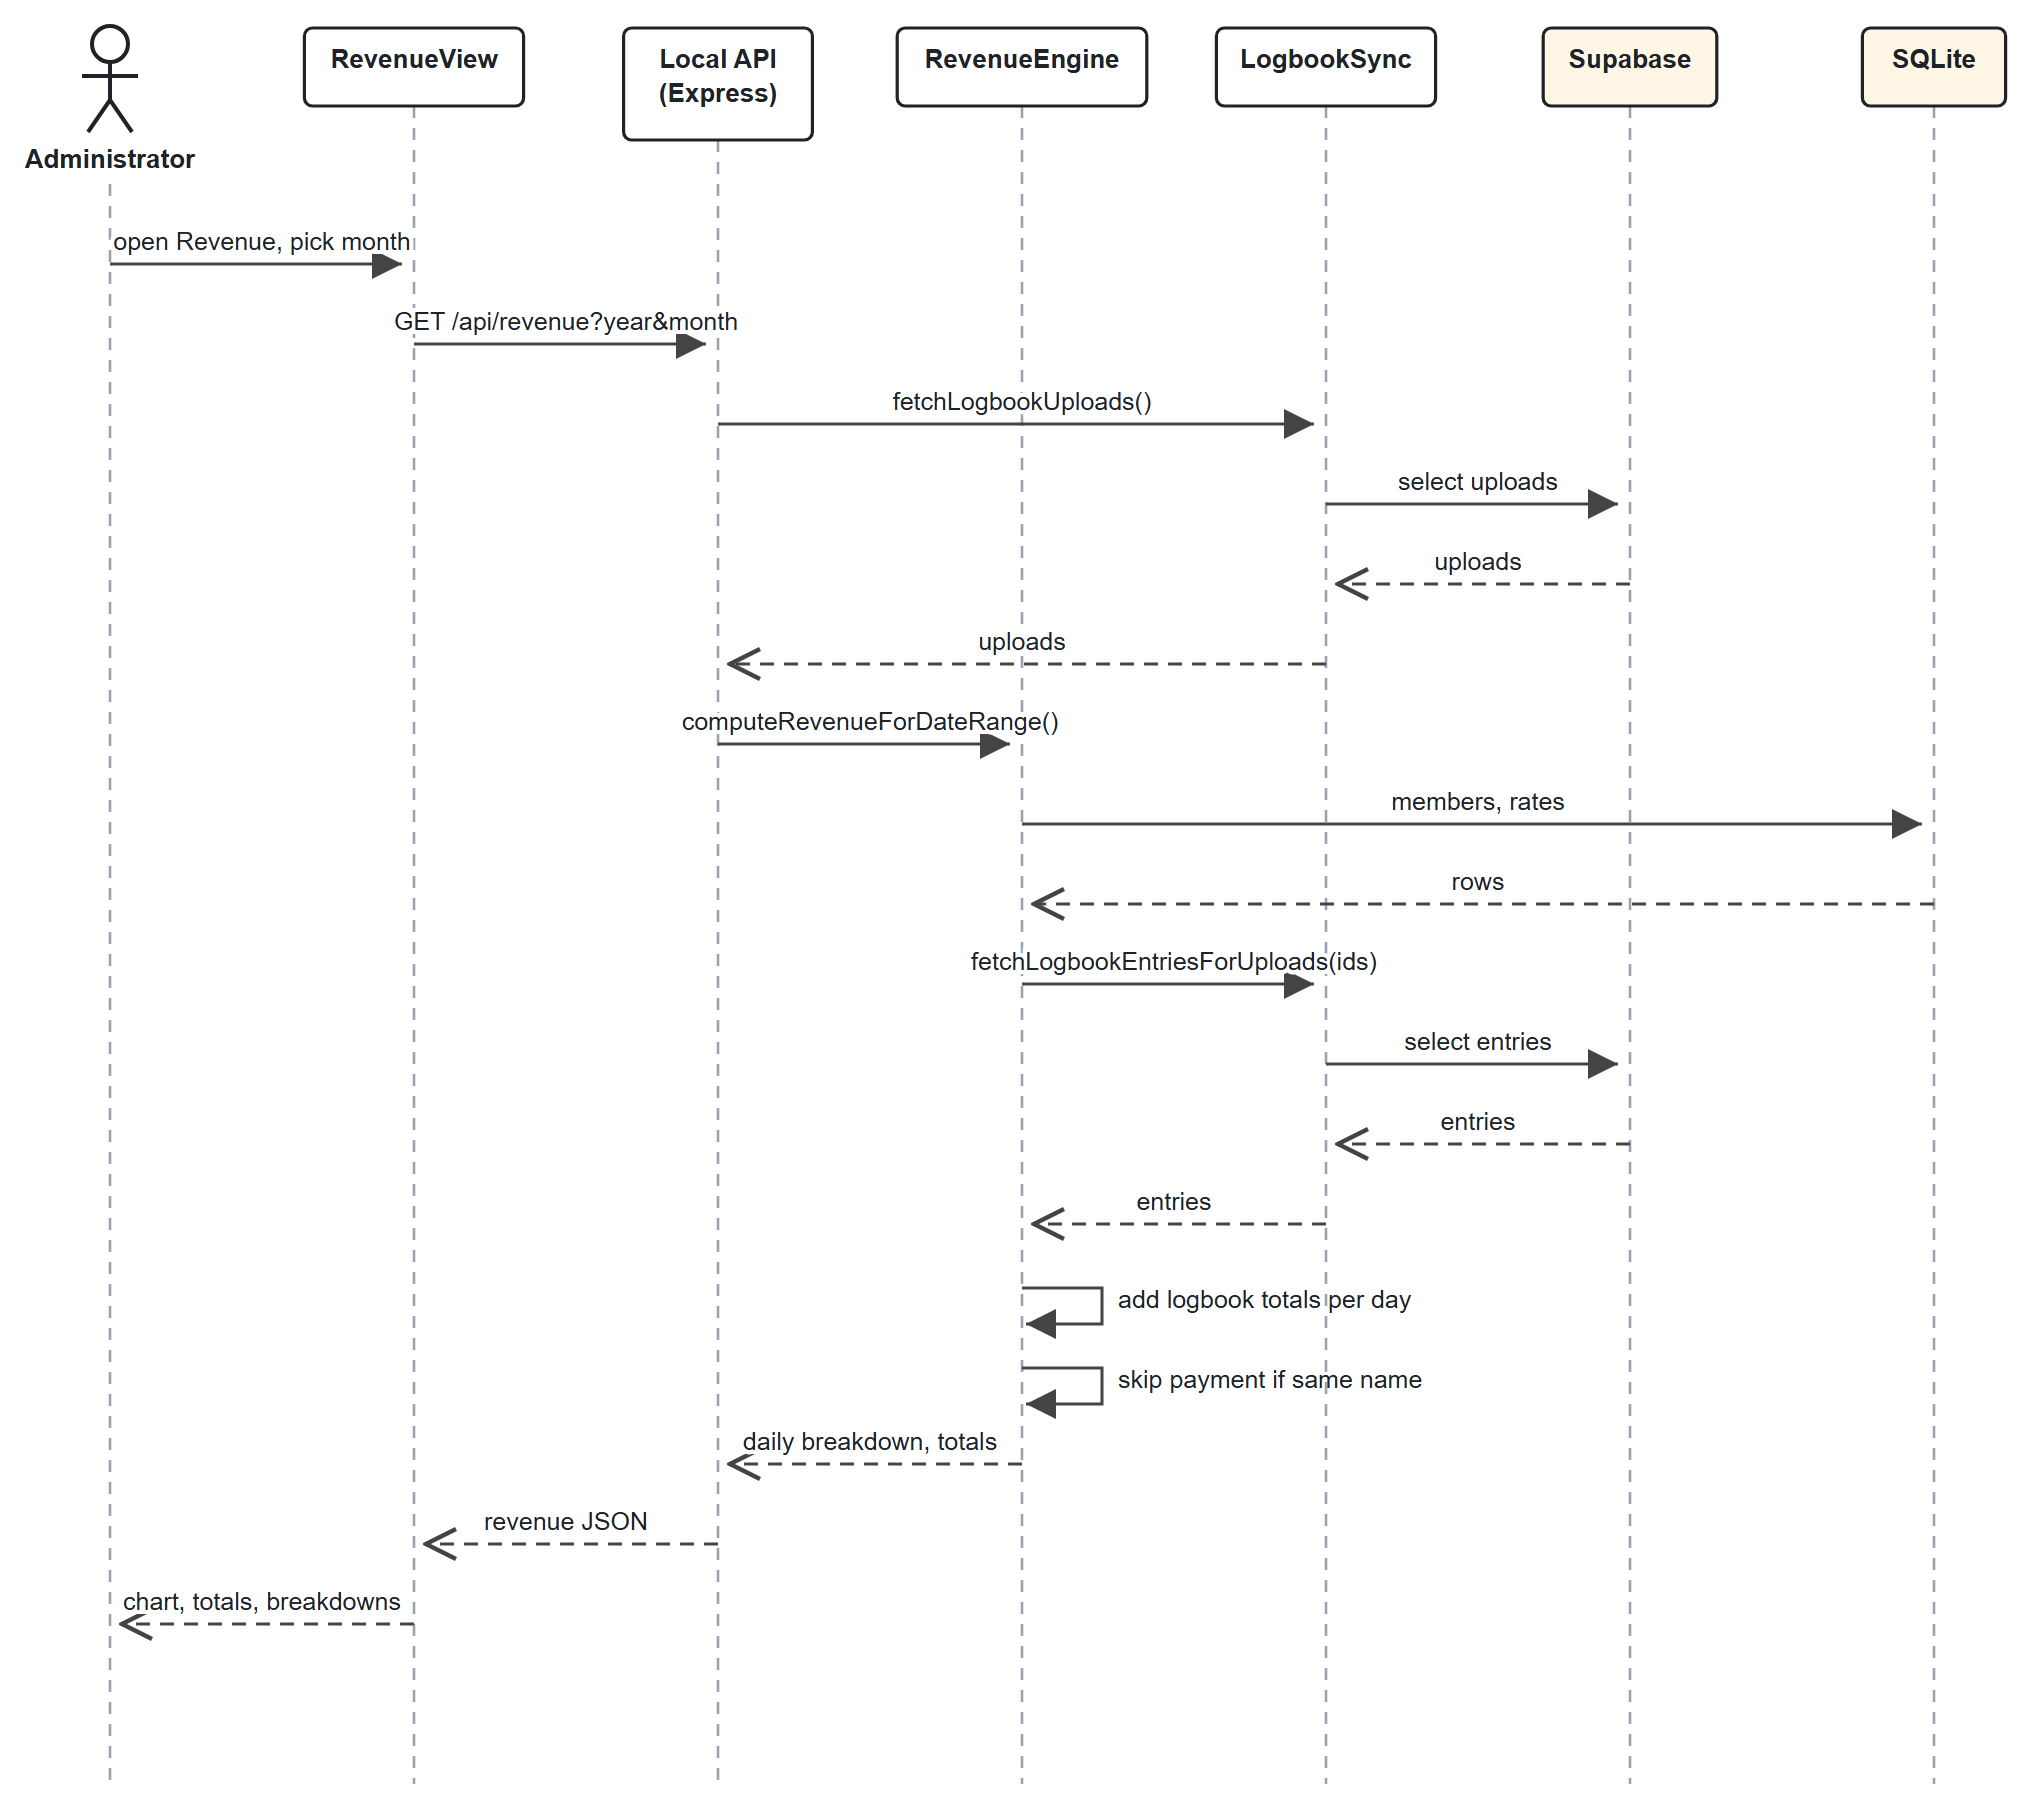 Administrator
RevenueView
Local API
(Express)
RevenueEngine
LogbookSync
Supabase
SQLite
open Revenue, pick month
GET /api/revenue?year&month
fetchLogbookUploads()
select uploads
uploads
uploads
computeRevenueForDateRange()
members, rates
rows
fetchLogbookEntriesForUploads(ids)
select entries
entries
entries
add logbook totals per day
skip payment if same name
daily breakdown, totals
revenue JSON
chart, totals, breakdowns